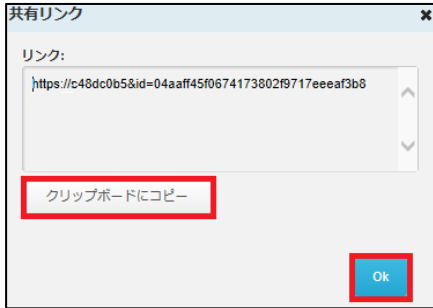 共有リンク
×
リンク:
https://c48dc0b5&id=04aaff45f0674173802f9717eeeaf3b8
クリップボードにコピー
Ok